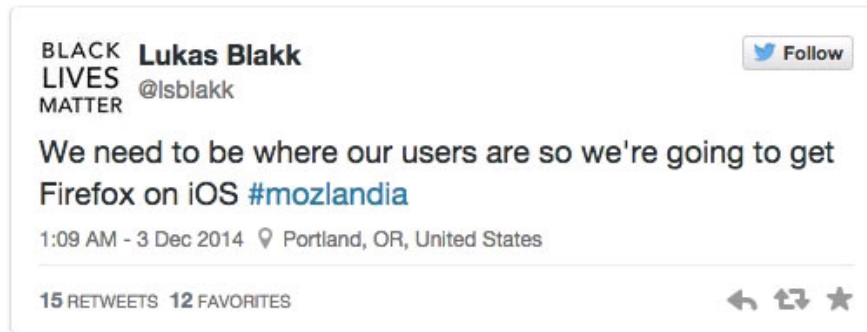 BLACK
LIVES
MATTER
Lukas Blakk
@lsblakk
Follow
We need to be where our users are so we're going to get
Firefox on iOS #mozlandia
1:09 AM - 3 Dec 2014 Portland, OR, United States
15 RETWEETS 12 FAVORITES